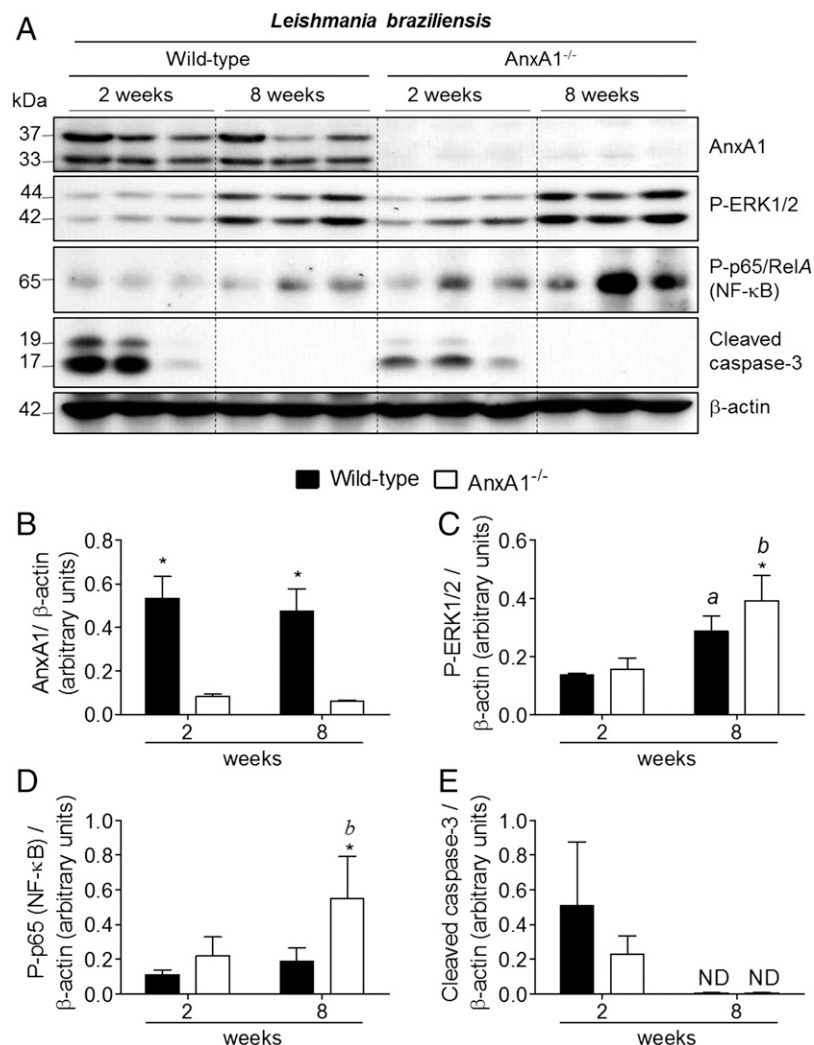 A
Leishmania braziliensis
Wild-type AnxA1-/-
kDa 2 weeks 8 weeks 2 weeks 8 weeks
37
33
AnxA1
44
42
P-ERK1/2
65
P-p65/RelA
(NF-κB)
19
17
Cleaved
caspase-3
42
β-actin
Wild-type AnxA1-/-
B
AnxA1/ β-actin
(arbitrary units)
0.8
0.6
0.4
0.2
0.0
* *
2 8
weeks
C
P-ERK1/2 /
β-actin (arbitrary units)
0.6
0.4
0.2
0.0
a
b
*
2 8
weeks
D
P-p65 (NF-κB) /
β-actin (arbitrary units)
1.0
0.8
0.6
0.4
0.2
0.0
b
*
2 8
weeks
E
Cleaved caspase-3 /
β-actin (arbitrary units)
1.0
0.8
0.6
0.4
0.2
0.0
ND ND
2 8
weeks